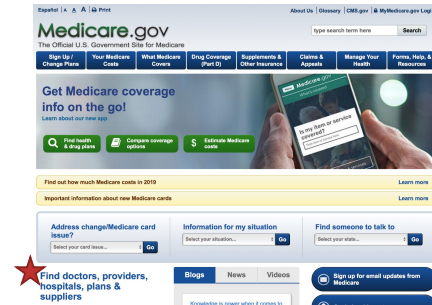 Español | A A A Print
About Us | Glossary | CMS.gov | MyMedicare.gov Logi
Medicare.gov
The Official U.S. Government Site for Medicare
type search term here
Search
Sign Up / Change Plans
Your Medicare Costs
What Medicare Covers
Drug Coverage (Part D)
Supplements & Other Insurance
Claims & Appeals
Manage Your Health
Forms, Help, & Resources
Get Medicare coverage
info on the go!
Learn about our new app
Medicare.gov
What's covered
Is my item or service
covered?
Find health & drug plans
Compare coverage options
$ Estimate Medicare costs
Find out how much Medicare costs in 2019
Learn more
Important information about new Medicare cards
Learn more
Address change/Medicare card
issue?
Select your card issue...
Go
Information for my situation
Select your situation...
Go
Find someone to talk to
Select your state...
Go
Find doctors, providers,
hospitals, plans &
suppliers
Blogs
News
Videos
Knowledge is power when it comes to
Sign up for email updates from
Medicare